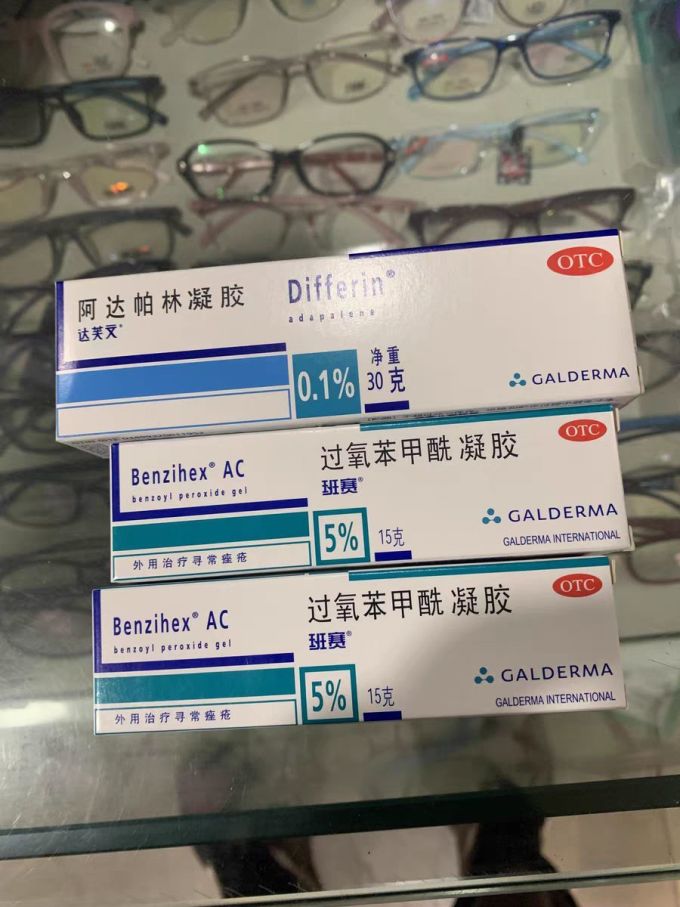 阿达帕林凝胶
达芙文®
Differin®
adapalene
OTC
0.1%
净重
30克
GALDERMA
Benzihex® AC
benzoyl peroxide gel
过氧苯甲酰凝胶
班赛®
OTC
5%
15克
外用治疗寻常痤疮
GALDERMA
GALDERMA INTERNATIONAL
Benzihex® AC
benzoyl peroxide gel
过氧苯甲酰凝胶
班赛®
OTC
5%
15克
外用治疗寻常痤疮
GALDERMA
GALDERMA INTERNATIONAL